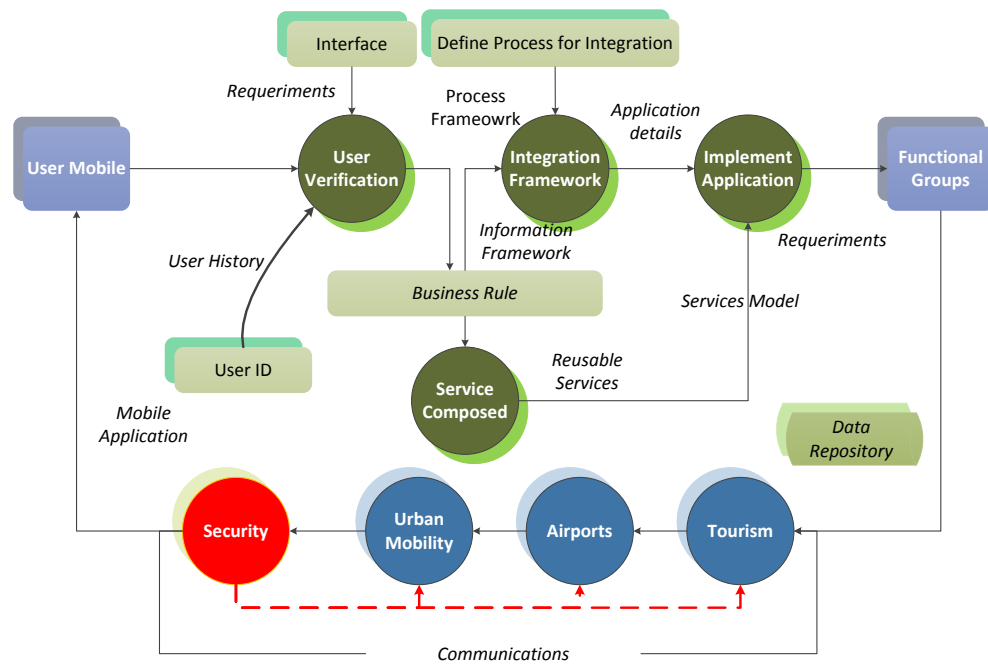 Interface
Define Process for Integration
Requeriments
Process
Frameowrk
Application
details
User Mobile
User
Verification
Integration
Framework
Implement
Application
Functional
Groups
User History
Information
Framework
Requeriments
Business Rule
Services Model
User ID
Service
Composed
Reusable
Services
Mobile
Application
Data
Repository
Security
Urban
Mobility
Airports
Tourism
Communications